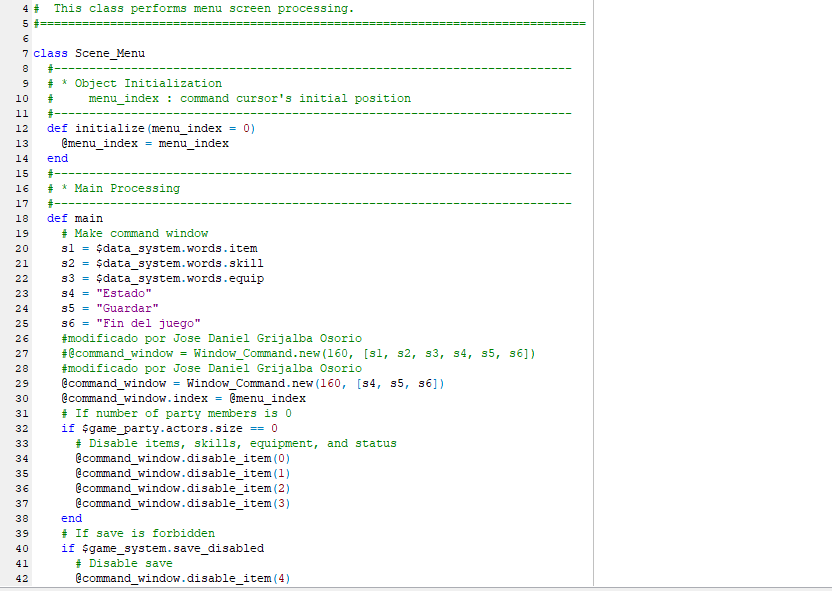 4 #  This class performs menu screen processing.
5 #==============================================================================
6
7 class Scene_Menu
8   #--------------------------------------------------------------------------
9   # * Object Initialization
10   #     menu_index : command cursor's initial position
11   #--------------------------------------------------------------------------
12   def initialize(menu_index = 0)
13     @menu_index = menu_index
14   end
15   #--------------------------------------------------------------------------
16   # * Main Processing
17   #--------------------------------------------------------------------------
18   def main
19     # Make command window
20     s1 = $data_system.words.item
21     s2 = $data_system.words.skill
22     s3 = $data_system.words.equip
23     s4 = "Estado"
24     s5 = "Guardar"
25     s6 = "Fin del juego"
26     #modificado por Jose Daniel Grijalba Osorio
27     #@command_window = Window_Command.new(160, [s1, s2, s3, s4, s5, s6])
28     #modificado por Jose Daniel Grijalba Osorio
29     @command_window = Window_Command.new(160, [s4, s5, s6])
30     @command_window.index = @menu_index
31     # If number of party members is 0
32     if $game_party.actors.size == 0
33       # Disable items, skills, equipment, and status
34       @command_window.disable_item(0)
35       @command_window.disable_item(1)
36       @command_window.disable_item(2)
37       @command_window.disable_item(3)
38     end
39     # If save is forbidden
40     if $game_system.save_disabled
41       # Disable save
42       @command_window.disable_item(4)